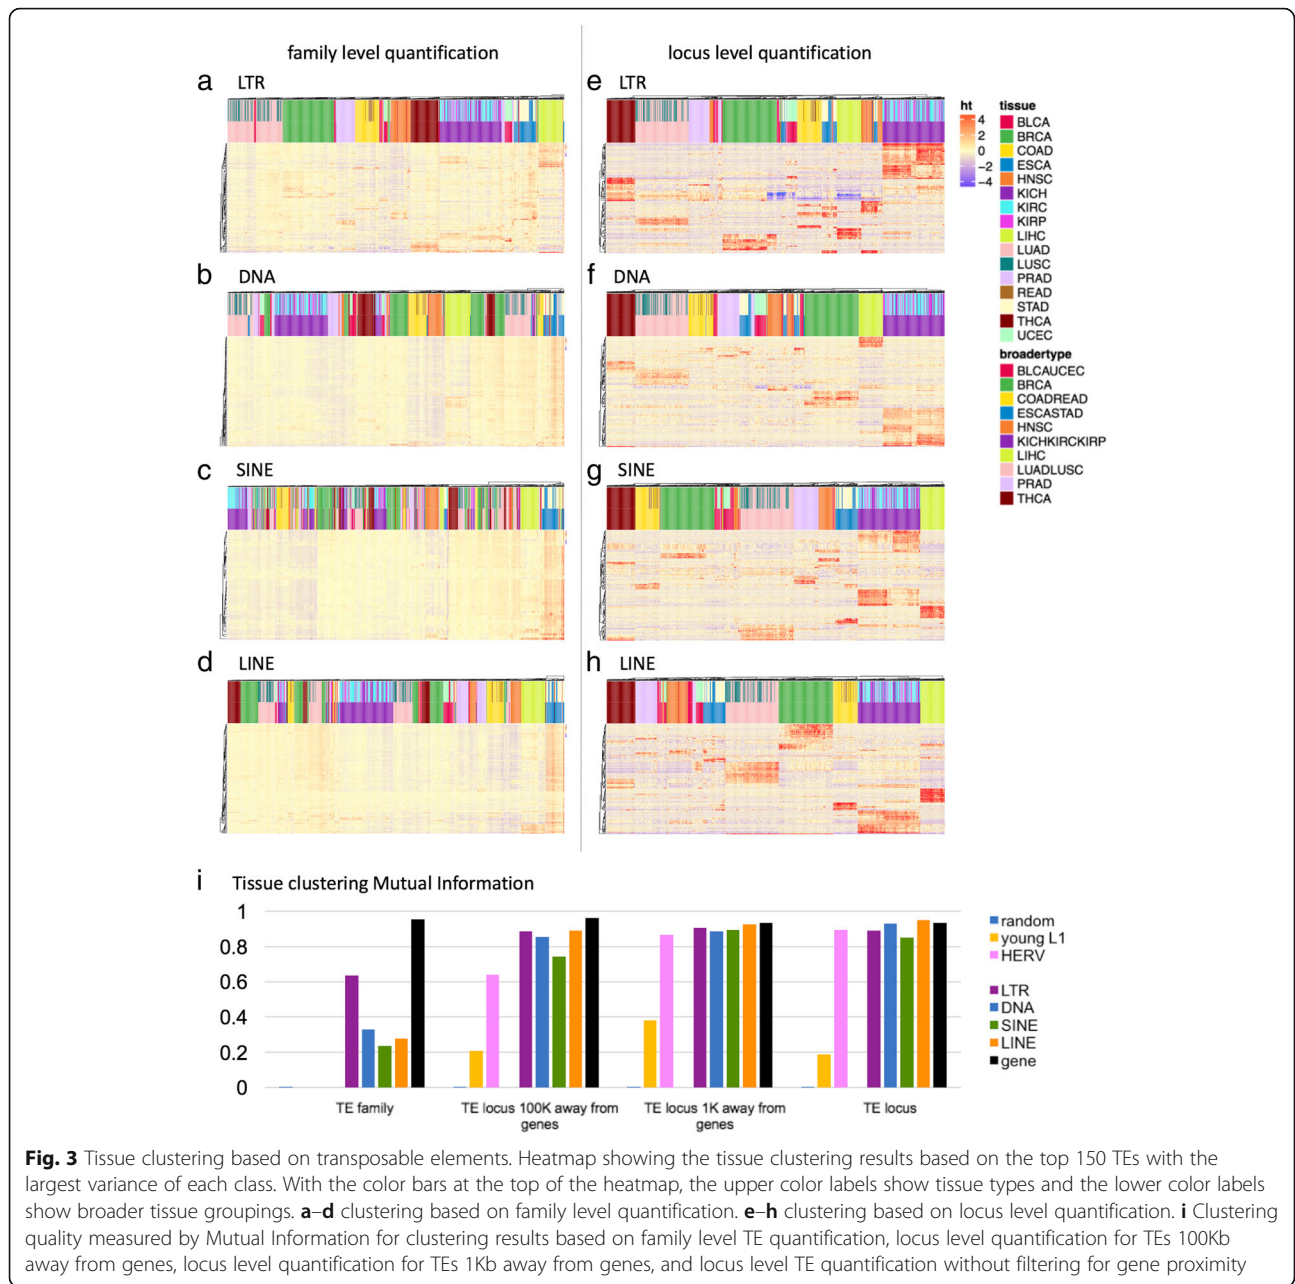 family level quantification
locus level quantification
a LTR
e LTR
ht
4
2
0
−2
−4
tissue
BLCA
BRCA
COAD
ESCA
HNSC
KICH
KIRC
KIRP
LIHC
LUAD
LUSC
PRAD
READ
STAD
THCA
UCEC
broadertype
BLCAUCEC
BRCA
COADREAD
ESCASTAD
HNSC
KICHKIRCKIRP
LIHC
LUADLUSC
PRAD
THCA
b DNA
f DNA
c SINE
g SINE
d LINE
h LINE
i Tissue clustering Mutual Information
1
0.8
0.6
0.4
0.2
0
TE family
TE locus 100K away from
genes
TE locus 1K away from
genes
TE locus
random
young L1
HERV
LTR
DNA
SINE
LINE
gene
Fig. 3 Tissue clustering based on transposable elements. Heatmap showing the tissue clustering results based on the top 150 TEs with the
largest variance of each class. With the color bars at the top of the heatmap, the upper color labels show tissue types and the lower color labels
show broader tissue groupings. a–d clustering based on family level quantification. e–h clustering based on locus level quantification. i Clustering
quality measured by Mutual Information for clustering results based on family level TE quantification, locus level quantification for TEs 100Kb
away from genes, locus level quantification for TEs 1Kb away from genes, and locus level TE quantification without filtering for gene proximity